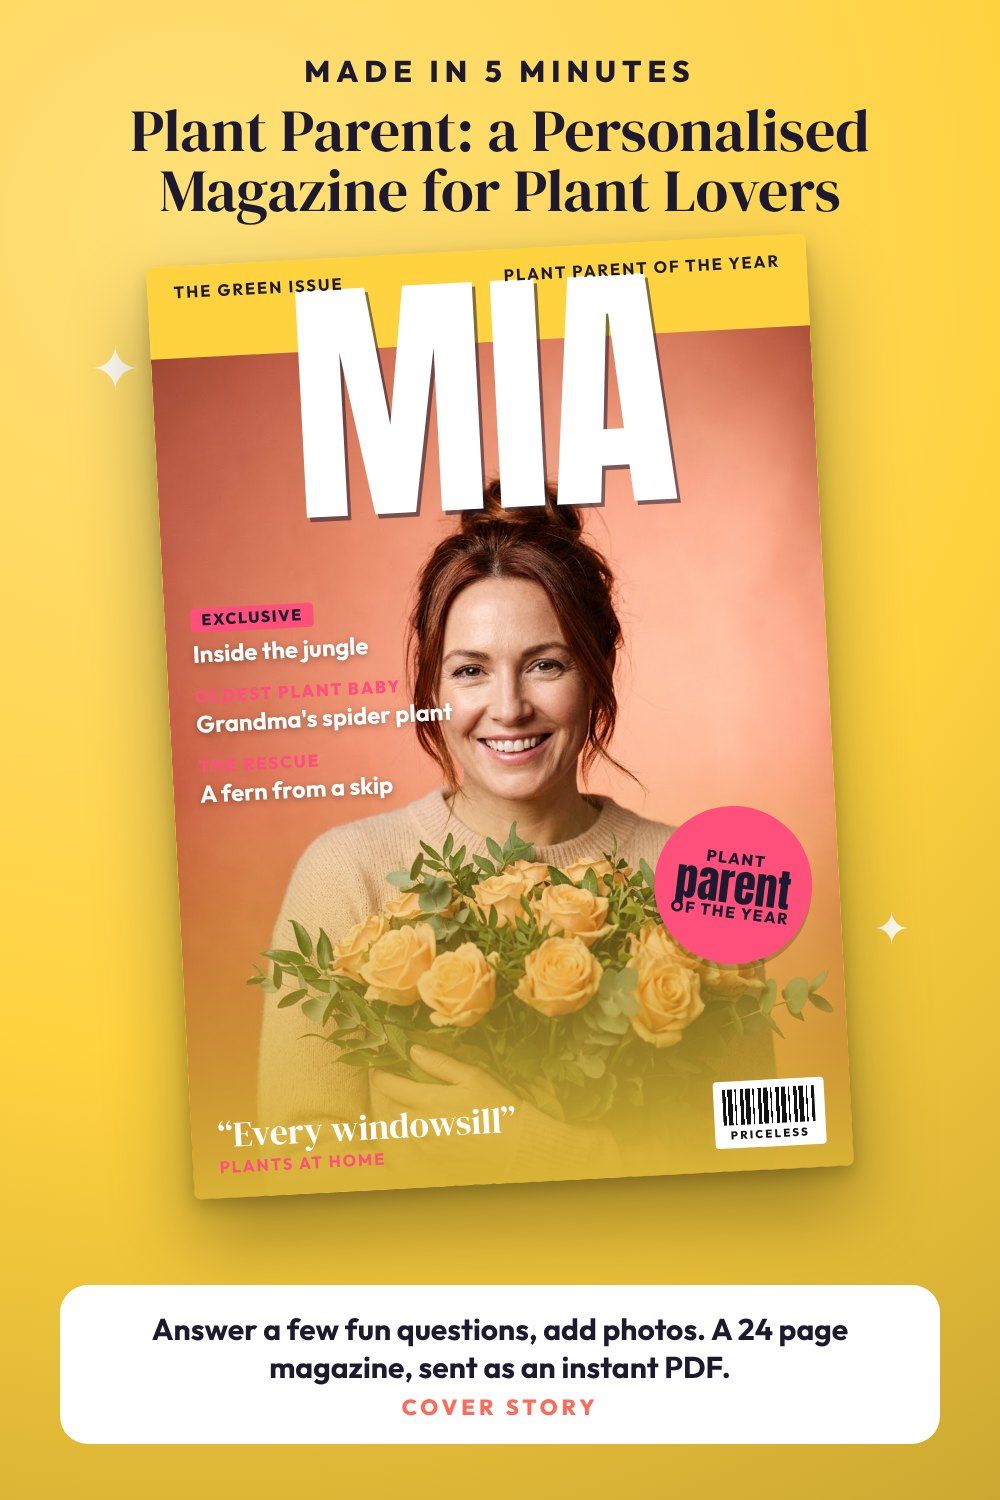 MADE IN 5 MINUTES
Plant Parent: a Personalised
Magazine for Plant Lovers
THE GREEN ISSUE
PLANT PARENT OF THE YEAR
MIA
EXCLUSIVE
Inside the jungle
OLDEST PLANT BABY
Grandma's spider plant
THE RESCUE
A fern from a skip
PLANT
parent
OF THE YEAR
“Every windowsill”
PLANTS AT HOME
PRICELESS
Answer a few fun questions, add photos. A 24 page
magazine, sent as an instant PDF.
COVER STORY